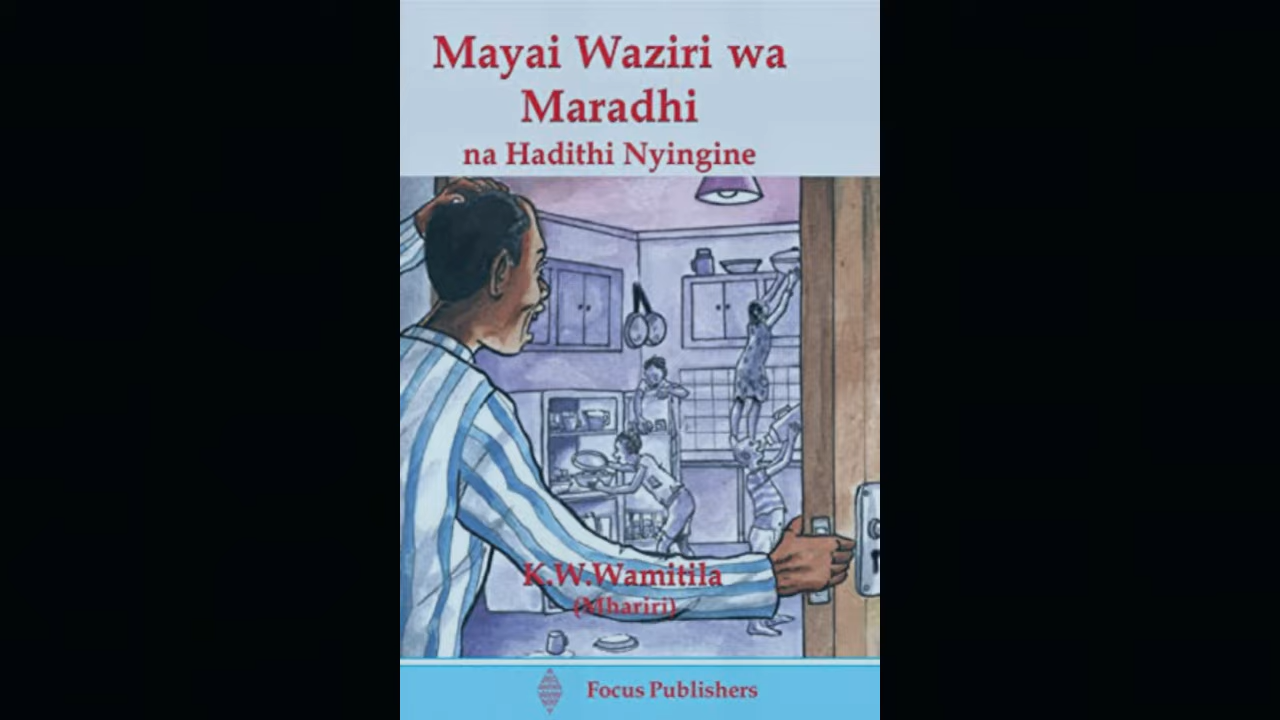 Mayai Waziri wa
Maradhi
na Hadithi Nyingine
K.W.Wamitila
(Mhariri)
Focus Publishers